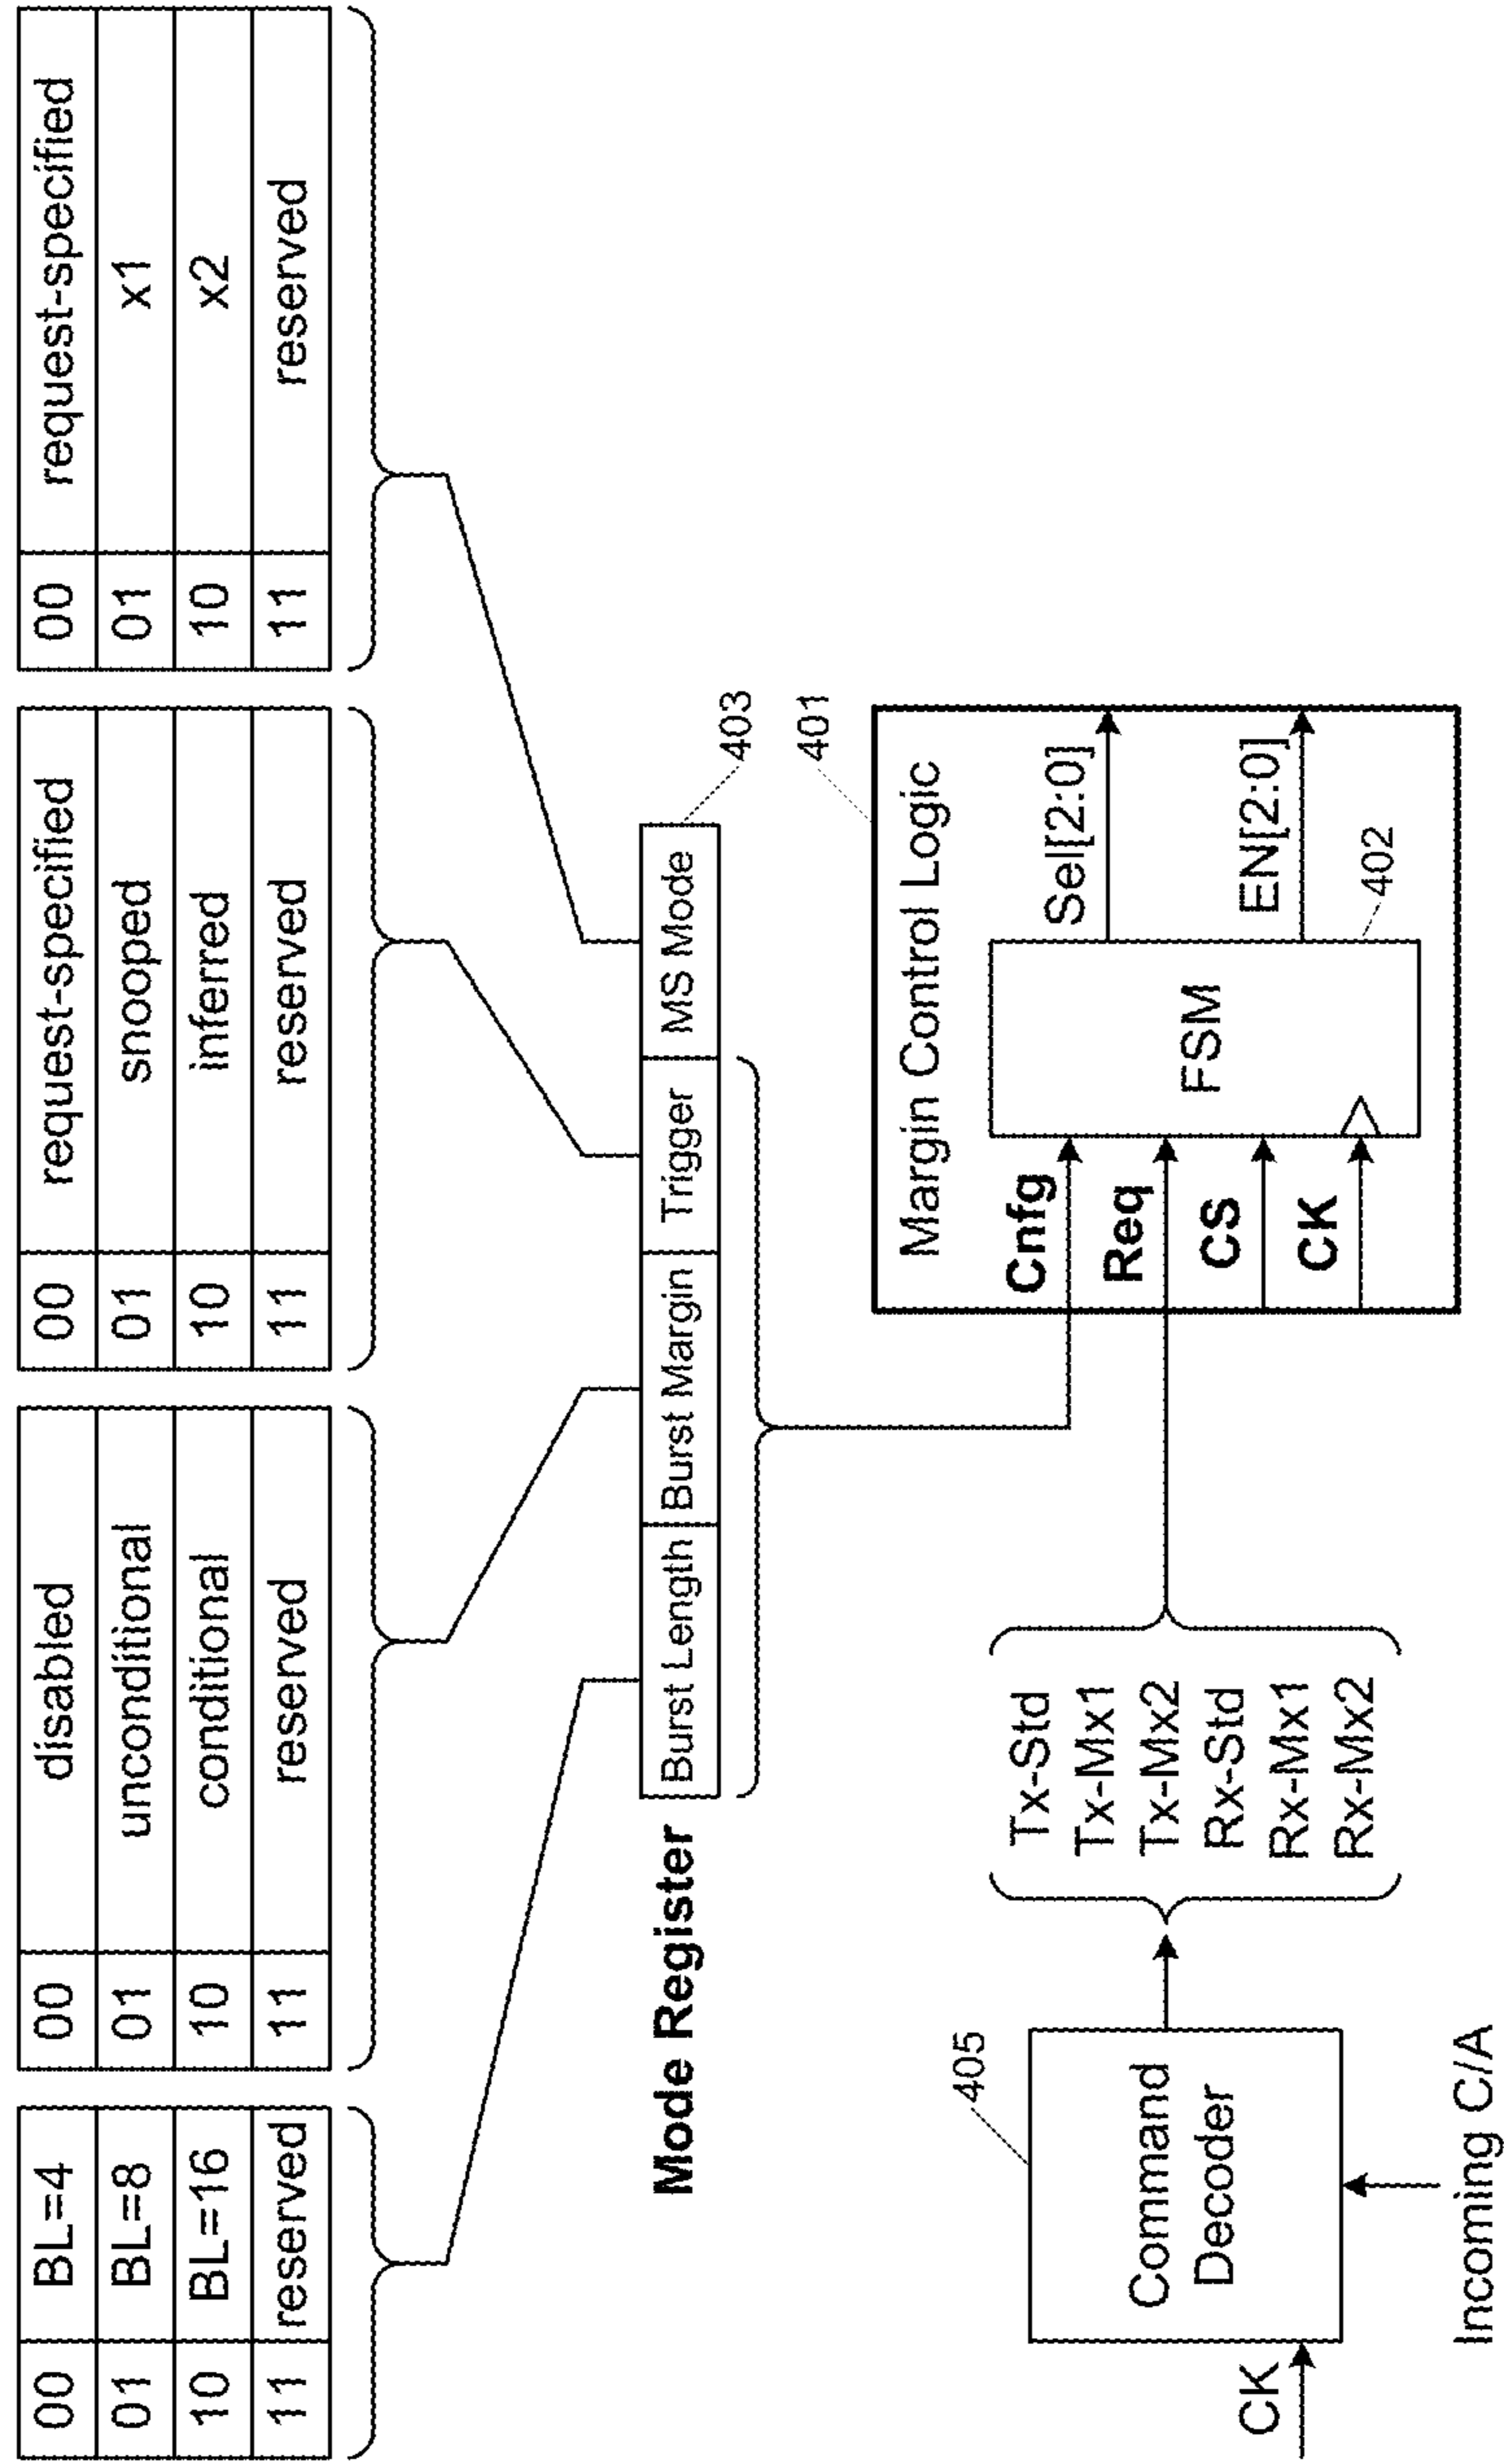 00 BL=4
01 BL=8
10 BL=16
11 reserved
00 disabled
01 unconditional
10 conditional
11 reserved
00 request-specified
01 snooped
10 inferred
11 reserved
00 request-specified
01 x1
10 x2
11 reserved
Mode Register
Burst Length Burst Margin Trigger MS Mode
403
401
Margin Control Logic
Cnfg
Req
CS
CK
FSM
Sel[2:0]
EN[2:0]
402
Tx-Std
Tx-Mx1
Tx-Mx2
Rx-Std
Rx-Mx1
Rx-Mx2
405
Command
Decoder
CK
Incoming C/A